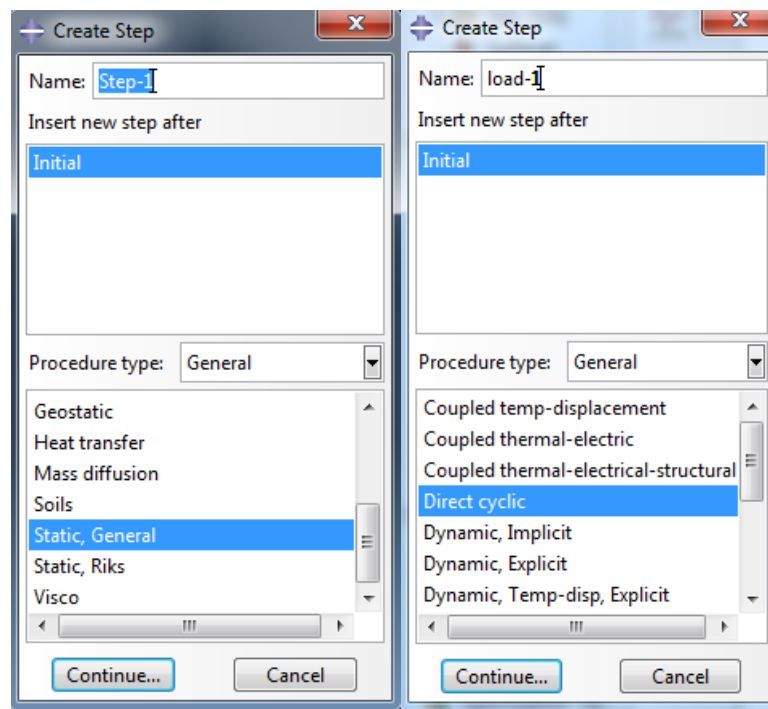 Create Step
Name: Step-1
Insert new step after
Initial
Procedure type: General
Geostatic
Heat transfer
Mass diffusion
Soils
Static, General
Static, Riks
Visco
Continue...
Cancel
Create Step
Name: load-1
Insert new step after
Initial
Procedure type: General
Coupled temp-displacement
Coupled thermal-electric
Coupled thermal-electrical-structural
Direct cyclic
Dynamic, Implicit
Dynamic, Explicit
Dynamic, Temp-disp, Explicit
Continue...
Cancel